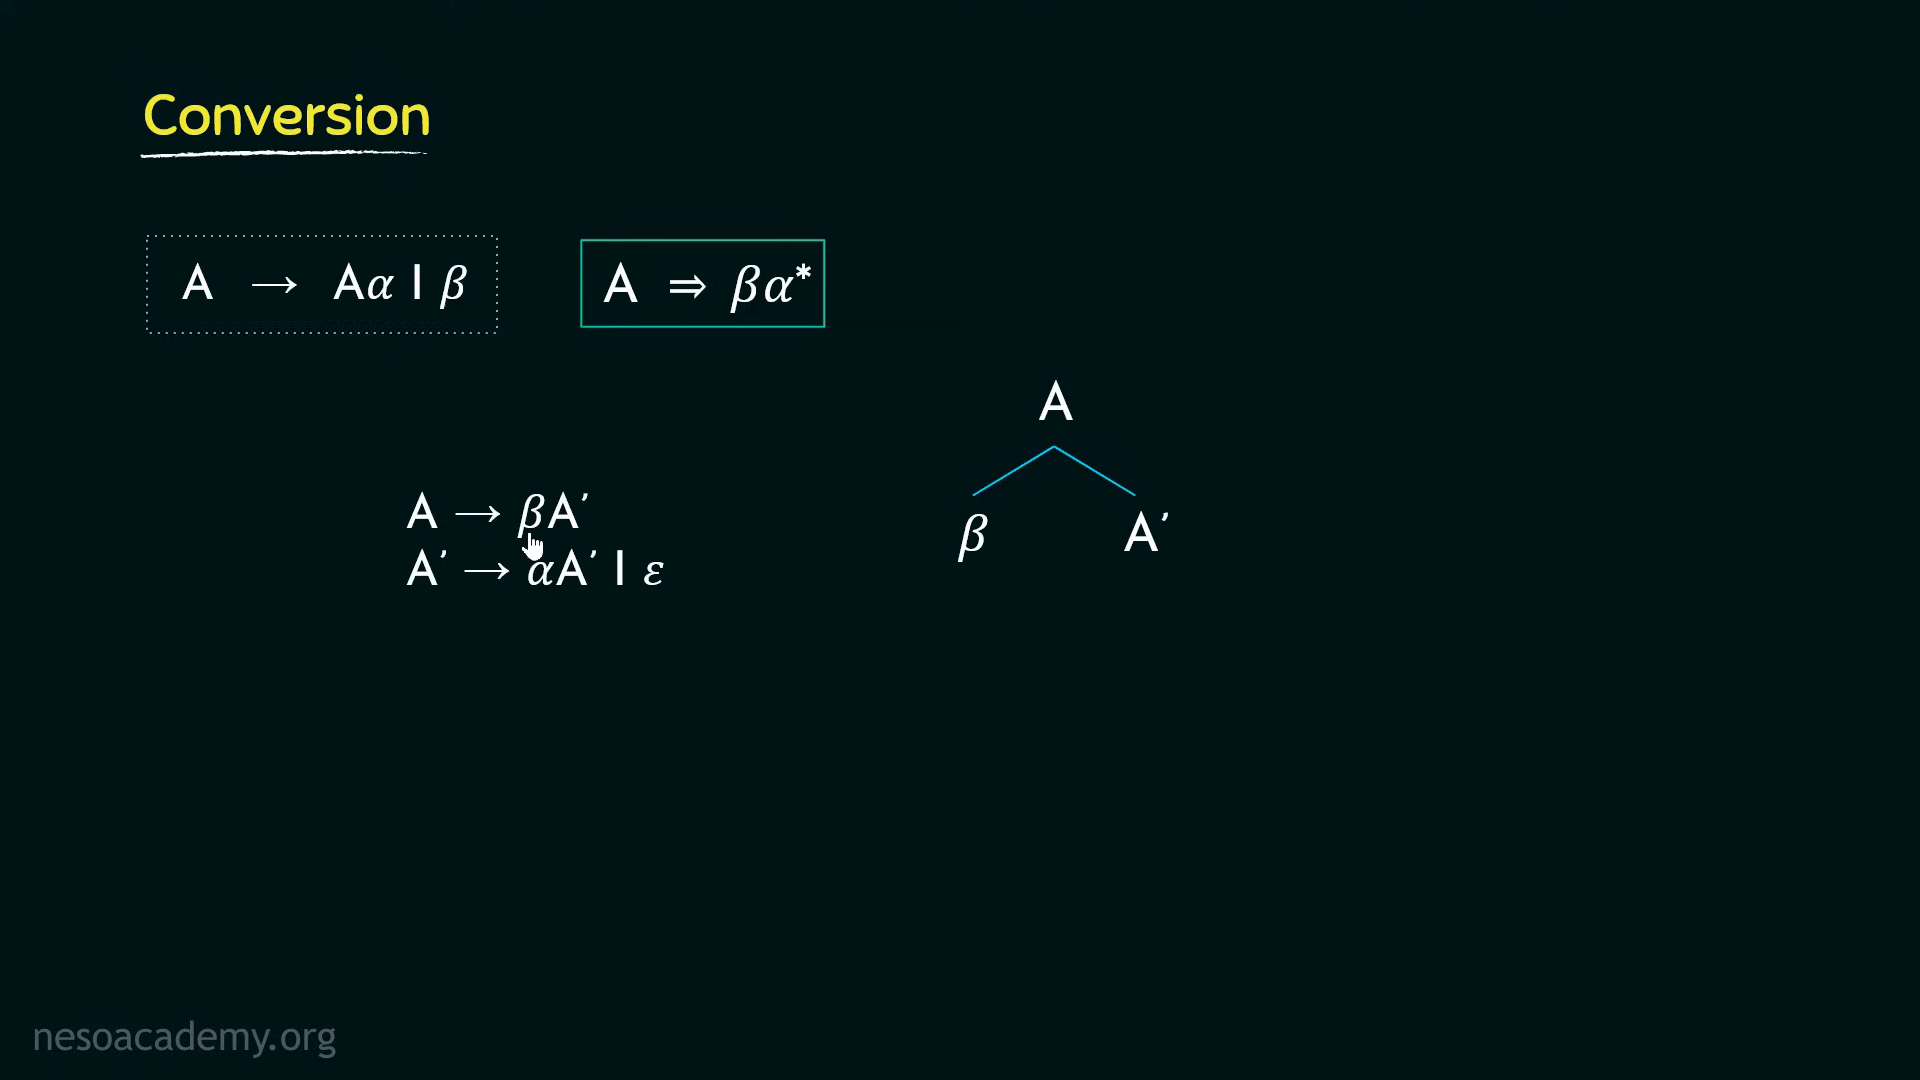 Conversion
A → Aα | β
A ⇒ βα*
A
A → βA′
β A′
A′ → αA′ | ε
nesoacademy.org